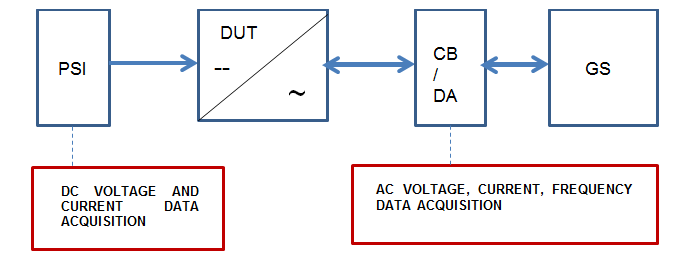 PSI
DUT
--
~
CB
/
DA
GS
DC VOLTAGE AND
CURRENT DATA
ACQUISITION
AC VOLTAGE, CURRENT, FREQUENCY
DATA ACQUISITION